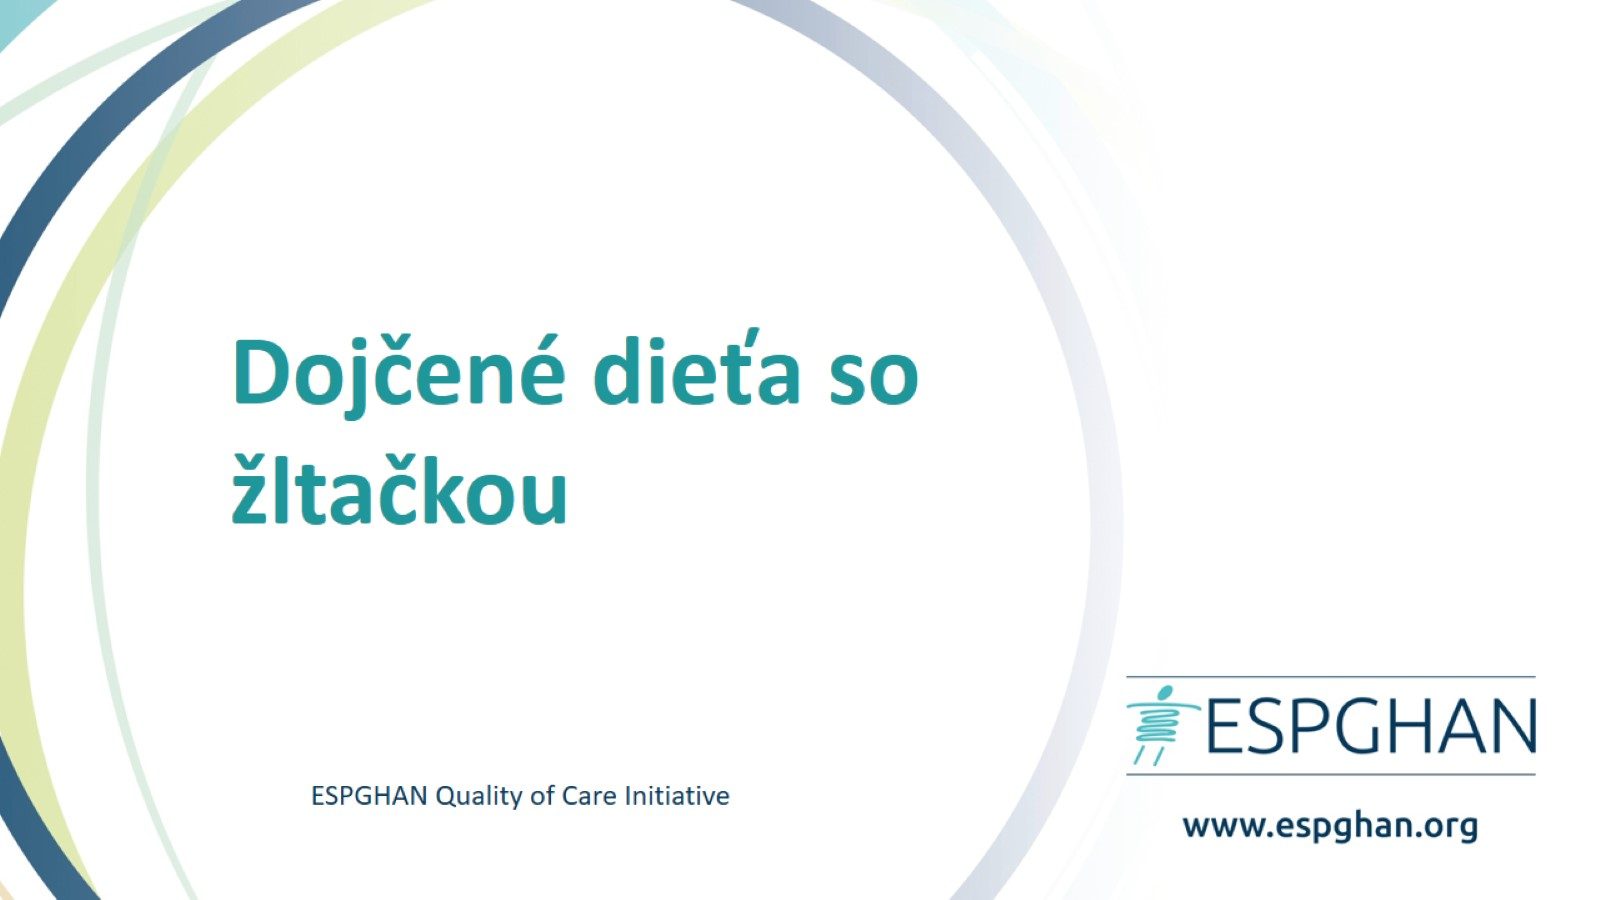 Dojčené dieťa so
žltačkou
ESPGHAN
ESPGHAN Quality of Care Initiative
www.espghan.org